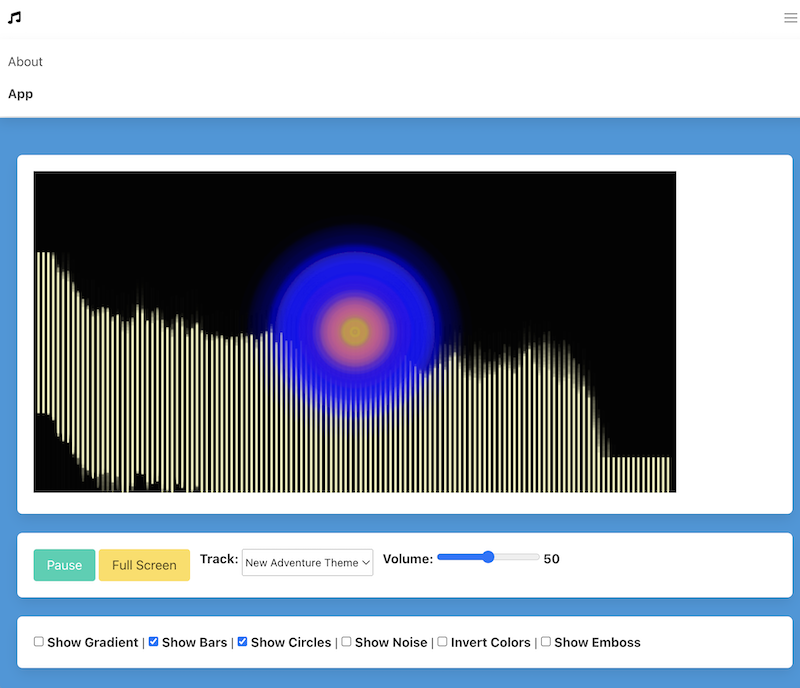 About
App
Pause Full Screen Track: New Adventure Theme Volume: 50
Show Gradient | Show Bars | Show Circles | Show Noise | Invert Colors | Show Emboss